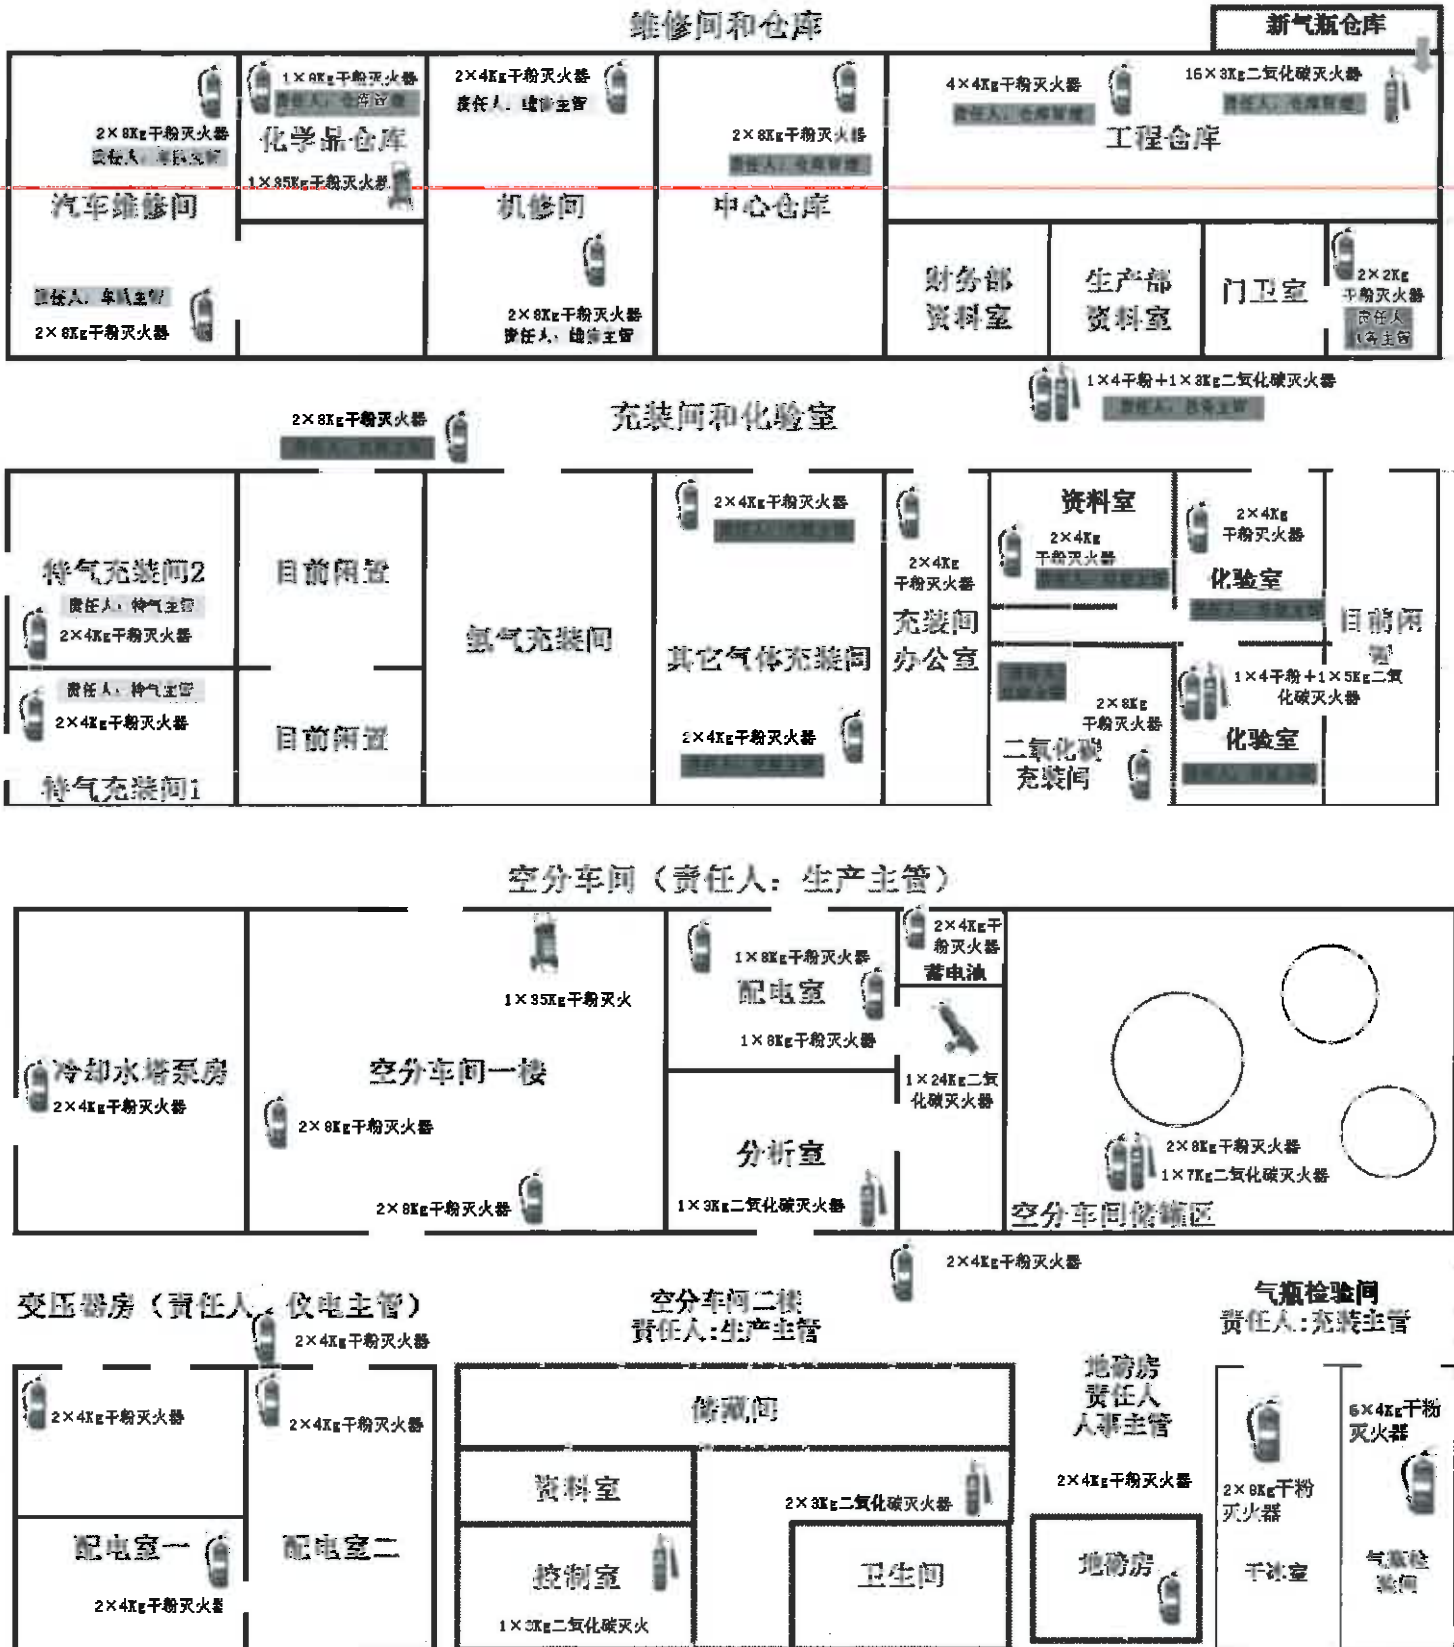 维修间和仓库
新气瓶仓库
2×8Kg干粉灭火器
汽车维修间
2×8Kg干粉灭火器
干粉灭火器
化学品仓库
1×35Kg干粉灭火器
2×4Kg干粉灭火器
责任人：维修主管
机修间
2×8Kg干粉灭火器
责任人：维修主管
2×8Kg干粉灭火器
中心仓库
4×4Kg干粉灭火器
16×3Kg二氧化碳灭火器
工程仓库
财务部
资料室
生产部
资料室
门卫室
2×2Kg
干粉灭火器
责任人
1×4干粉+1×3Kg二氧化碳灭火器
充装间和化验室
2×8Kg干粉灭火器
特气充装间2
责任人：特气主管
2×4Kg干粉灭火器
责任人：特气主管
2×4Kg干粉灭火器
特气充装间1
目前闲置
目前闲置
氢气充装间
2×4Kg干粉灭火器
其它气体充装间
2×4Kg干粉灭火器
2×4Kg
干粉灭火器
充装间
办公室
资料室
2×4Kg
干粉灭火器
2×8Kg
干粉灭火器
二氧化碳
充装间
2×4Kg
干粉灭火器
化验室
1×4干粉+1×5Kg二氧
化碳灭火器
化验室
目前闲
置
空分车间（责任人：生产主管）
冷却水塔泵房
2×4Kg干粉灭火器
1×35Kg干粉灭火
空分车间一楼
2×8Kg干粉灭火器
2×8Kg干粉灭火器
1×8Kg干粉灭火器
配电室
1×8Kg干粉灭火器
分析室
1×3Kg二氧化碳灭火器
2×4Kg干
粉灭火器
蓄电池
1×24Kg二氧
化碳灭火器
2×8Kg干粉灭火器
1×7Kg二氧化碳灭火器
空分车间储罐区
2×4Kg干粉灭火器
变压器房（责任人：仪电主管）
2×4Kg干粉灭火器
2×4Kg干粉灭火器
2×4Kg干粉灭火器
配电室一
2×4Kg干粉灭火器
配电室二
空分车间二楼
责任人:生产主管
储藏间
资料室
2×3Kg二氧化碳灭火器
控制室
1×3Kg二氧化碳灭火
卫生间
地磅房
责任人
人事主管
2×4Kg干粉灭火器
地磅房
气瓶检验间
责任人:充装主管
2×8Kg干粉
灭火器
干冰室
6×4Kg干粉
灭火器
气瓶检
验间